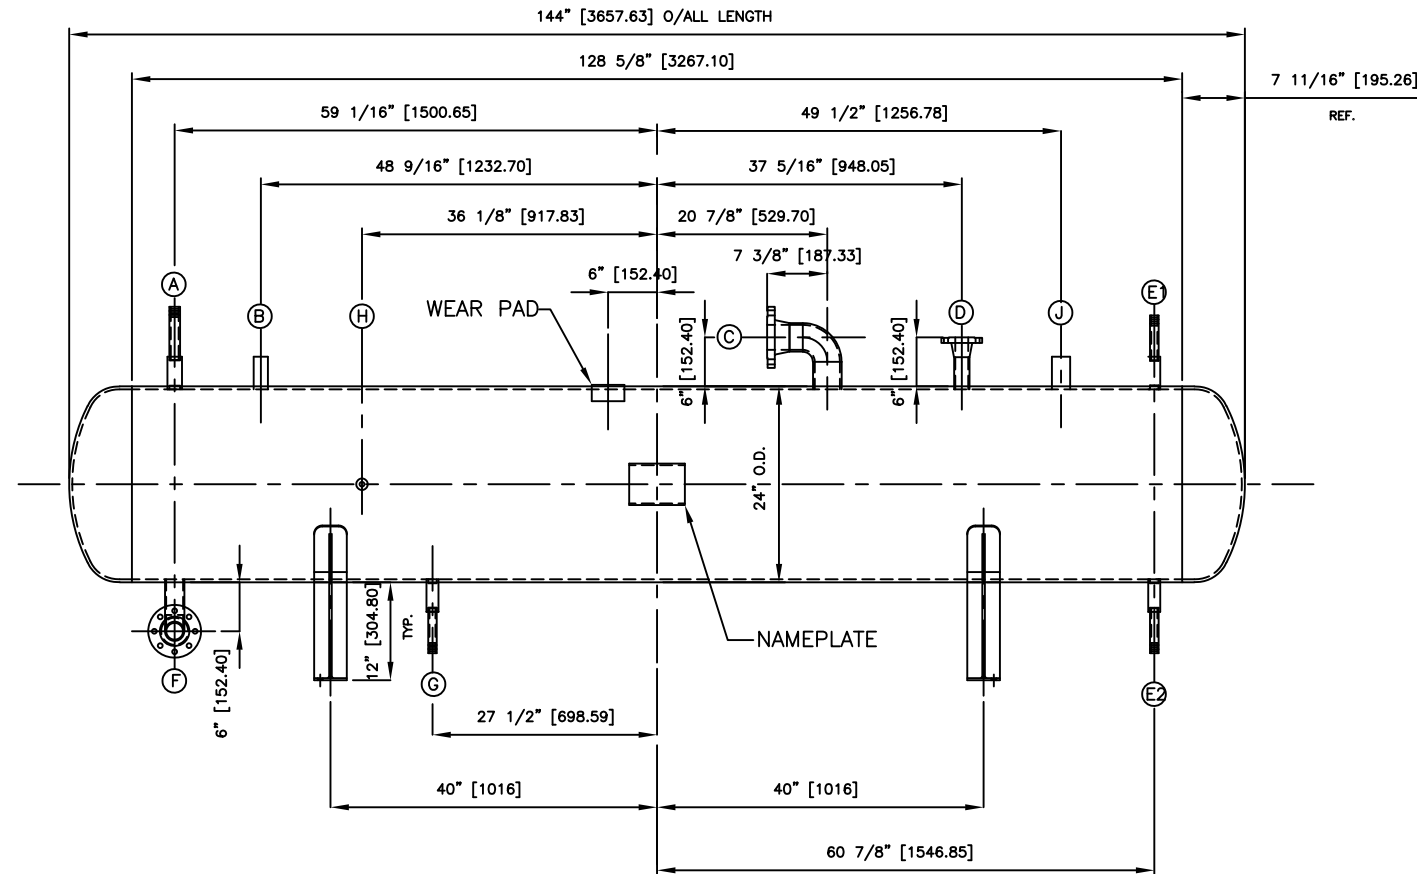 144" [3657.63] O/ALL LENGTH
128 5/8" [3267.10]
7 11/16" [195.26]
REF.
59 1/16" [1500.65]
49 1/2" [1256.78]
48 9/16" [1232.70]
37 5/16" [948.05]
36 1/8" [917.83]
20 7/8" [529.70]
7 3/8" [187.33]
6" [152.40]
A
E1
WEAR PAD
B
H
C
D
J
6" [152.40]
6" [152.40]
24" O.D.
NAMEPLATE
12" [304.80]
TYP.
F
G
E2
6" [152.40]
27 1/2" [698.59]
40" [1016]
40" [1016]
60 7/8" [1546.85]